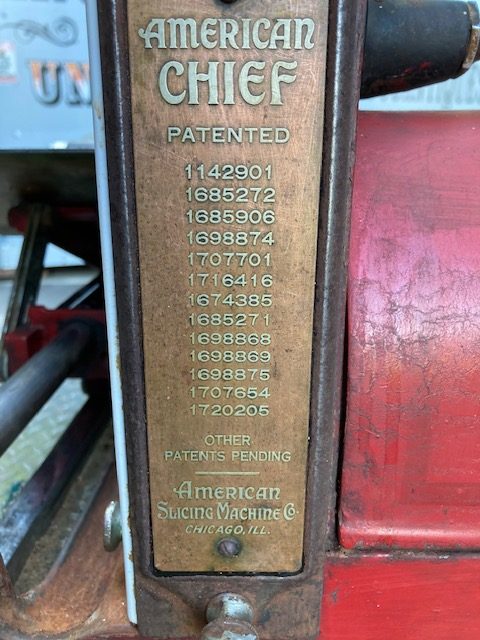 UN
AMERICAN
CHIEF
PATENTED
1142901
1685272
1685906
1698874
1707701
1716416
1674385
1685271
1698868
1698869
1698875
1707654
1720205
OTHER
PATENTS PENDING
AMERICAN
SLICING MACHINE CO.
CHICAGO, ILL.